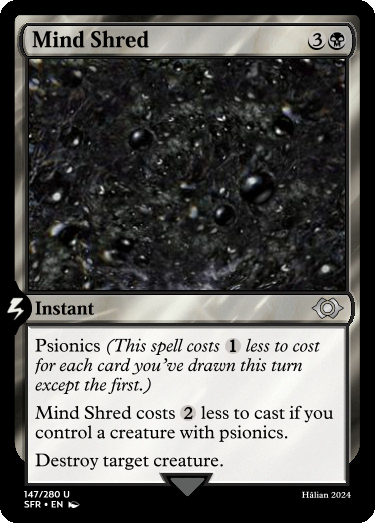 Mind Shred 3
Instant
Psionics (This spell costs 1 less to cost
for each card you've drawn this turn
except the first.)
Mind Shred costs 2 less to cast if you
control a creature with psionics.
Destroy target creature.
147/280 U
SFR • EN
Hálian 2024